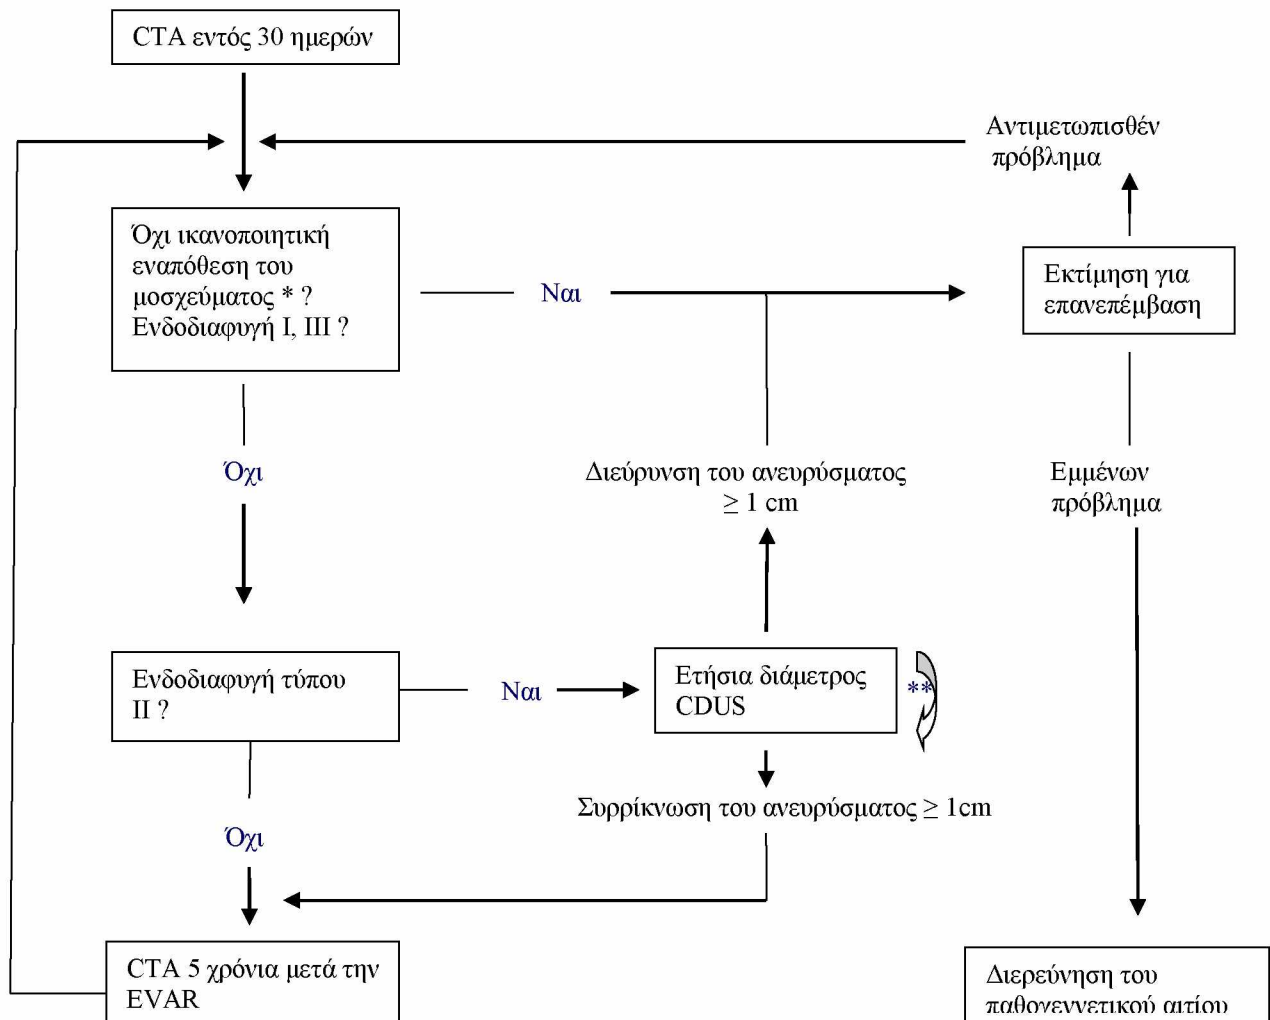 CTA εντός 30 ημερών
Αντιμετωπισθέν
πρόβλημα
Όχι ικανοποιητική
εναπόθεση του
μοσχεύματος * ?
Ενδοδιαφυγή I, III ?
Ναι
Εκτίμηση για
επανεπέμβαση
Όχι
Διεύρυνση του ανευρύσματος
≥ 1 cm
Εμμένων
πρόβλημα
Ενδοδιαφυγή τύπου
II ?
Ναι
Ετήσια διάμετρος
CDUS
**
Συρρίκνωση του ανευρύσματος ≥ 1cm
Όχι
CTA 5 χρόνια μετά την
EVAR
Διερεύνηση του
παθογεννετικού αιτίου